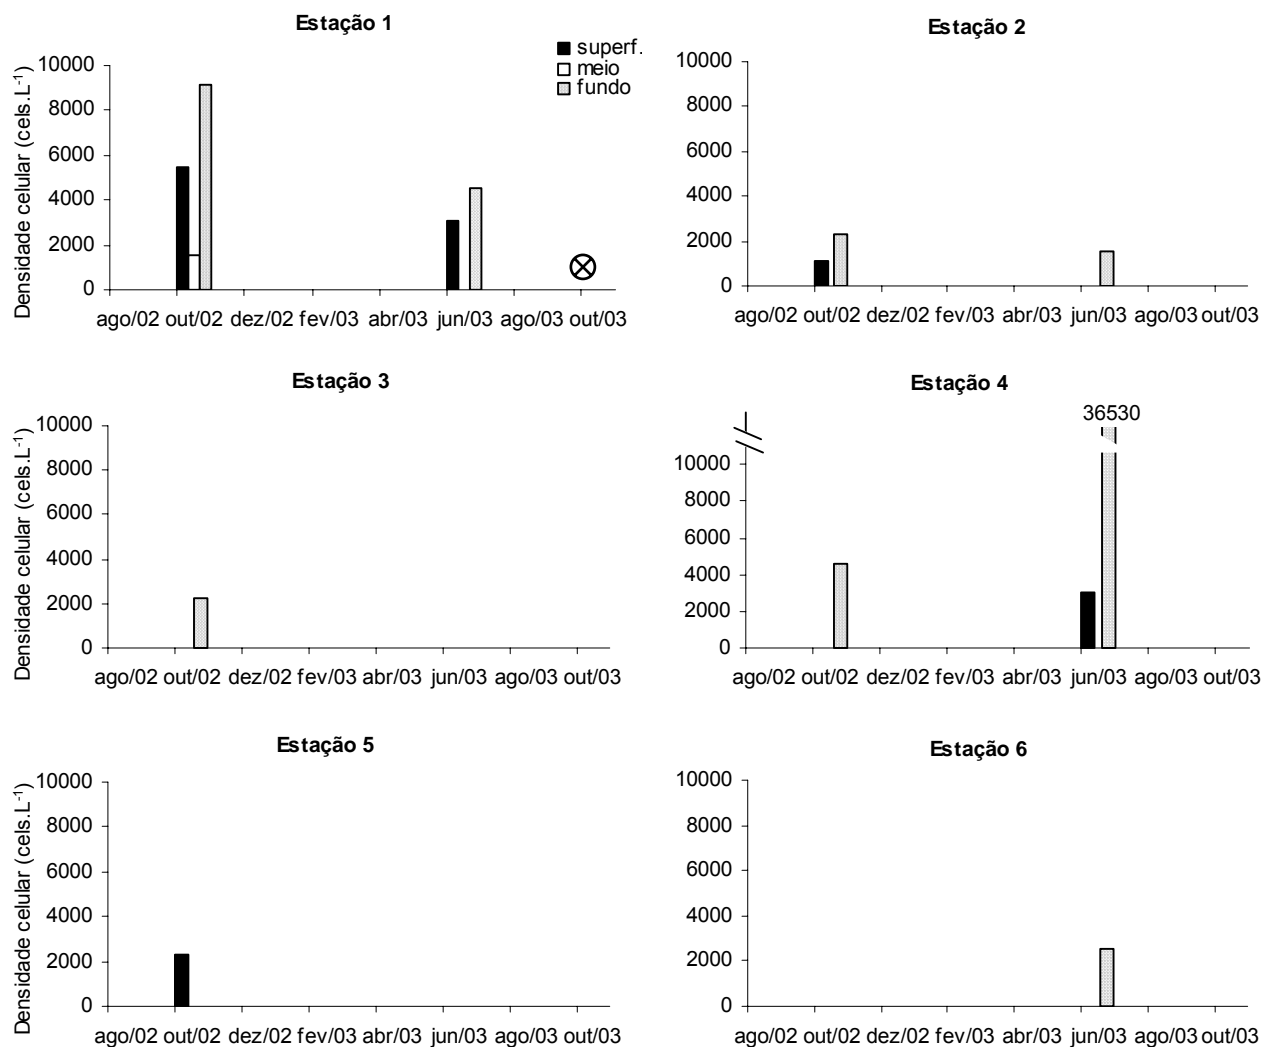 Estação 1
superf.
meio
fundo
Densidade celular (cels.L-1)
10000
8000
6000
4000
2000
0
ago/02 out/02 dez/02 fev/03 abr/03 jun/03 ago/03 out/03
Estação 2
10000
8000
6000
4000
2000
0
ago/02 out/02 dez/02 fev/03 abr/03 jun/03 ago/03 out/03
Estação 3
Densidade celular (cels.L-1)
10000
8000
6000
4000
2000
0
ago/02 out/02 dez/02 fev/03 abr/03 jun/03 ago/03 out/03
Estação 4
36530
10000
8000
6000
4000
2000
0
ago/02 out/02 dez/02 fev/03 abr/03 jun/03 ago/03 out/03
Estação 5
Densidade celular (cels.L-1)
10000
8000
6000
4000
2000
0
ago/02 out/02 dez/02 fev/03 abr/03 jun/03 ago/03 out/03
Estação 6
10000
8000
6000
4000
2000
0
ago/02 out/02 dez/02 fev/03 abr/03 jun/03 ago/03 out/03